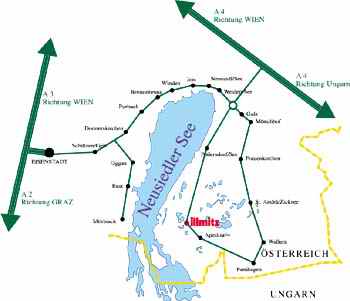 A 4
Richtung WIEN
A 4
Richtung Ungarn
A 3
Richtung WIEN
Winden
Jois
Neusiedl/See
Weiden/See
Breitenbrunn
Purbach
Gols
Mönchhof
Donnerskirchen
Schützen/Geb.
EISENSTADT
Oggau
Rust
Mörbisch
Neusiedler See
Podersdorf/See
Frauenkirchen
St. Andrä/Zicksee
A 2
Richtung GRAZ
illmitz
Apetlon
Wallern
Pamhagen
ÖSTERREICH
UNGARN